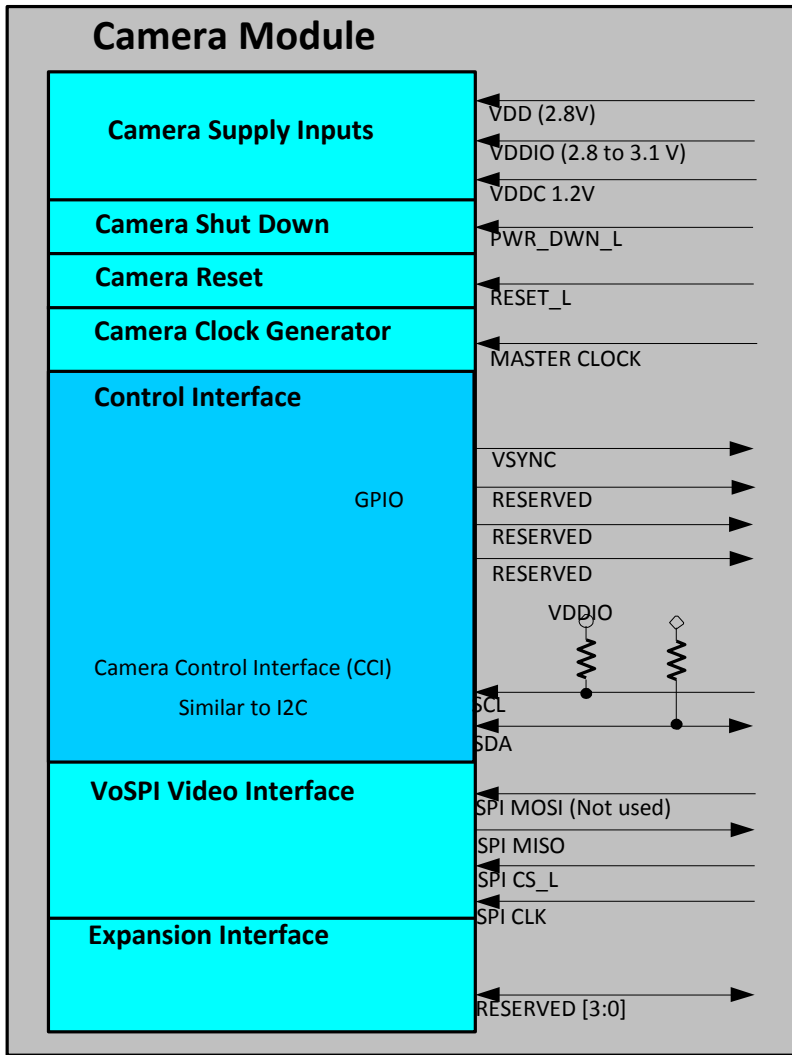 Camera Module
Camera Supply Inputs
VDD (2.8V)
VDDIO (2.8 to 3.1 V)
VDDC 1.2V
Camera Shut Down
PWR_DWN_L
Camera Reset
RESET_L
Camera Clock Generator
MASTER CLOCK
Control Interface
VSYNC
GPIO
RESERVED
RESERVED
RESERVED
VDDIO
Camera Control Interface (CCI)
Similar to I2C
SCL
SDA
VoSPI Video Interface
SPI MOSI (Not used)
SPI MISO
SPI CS_L
SPI CLK
Expansion Interface
RESERVED [3:0]